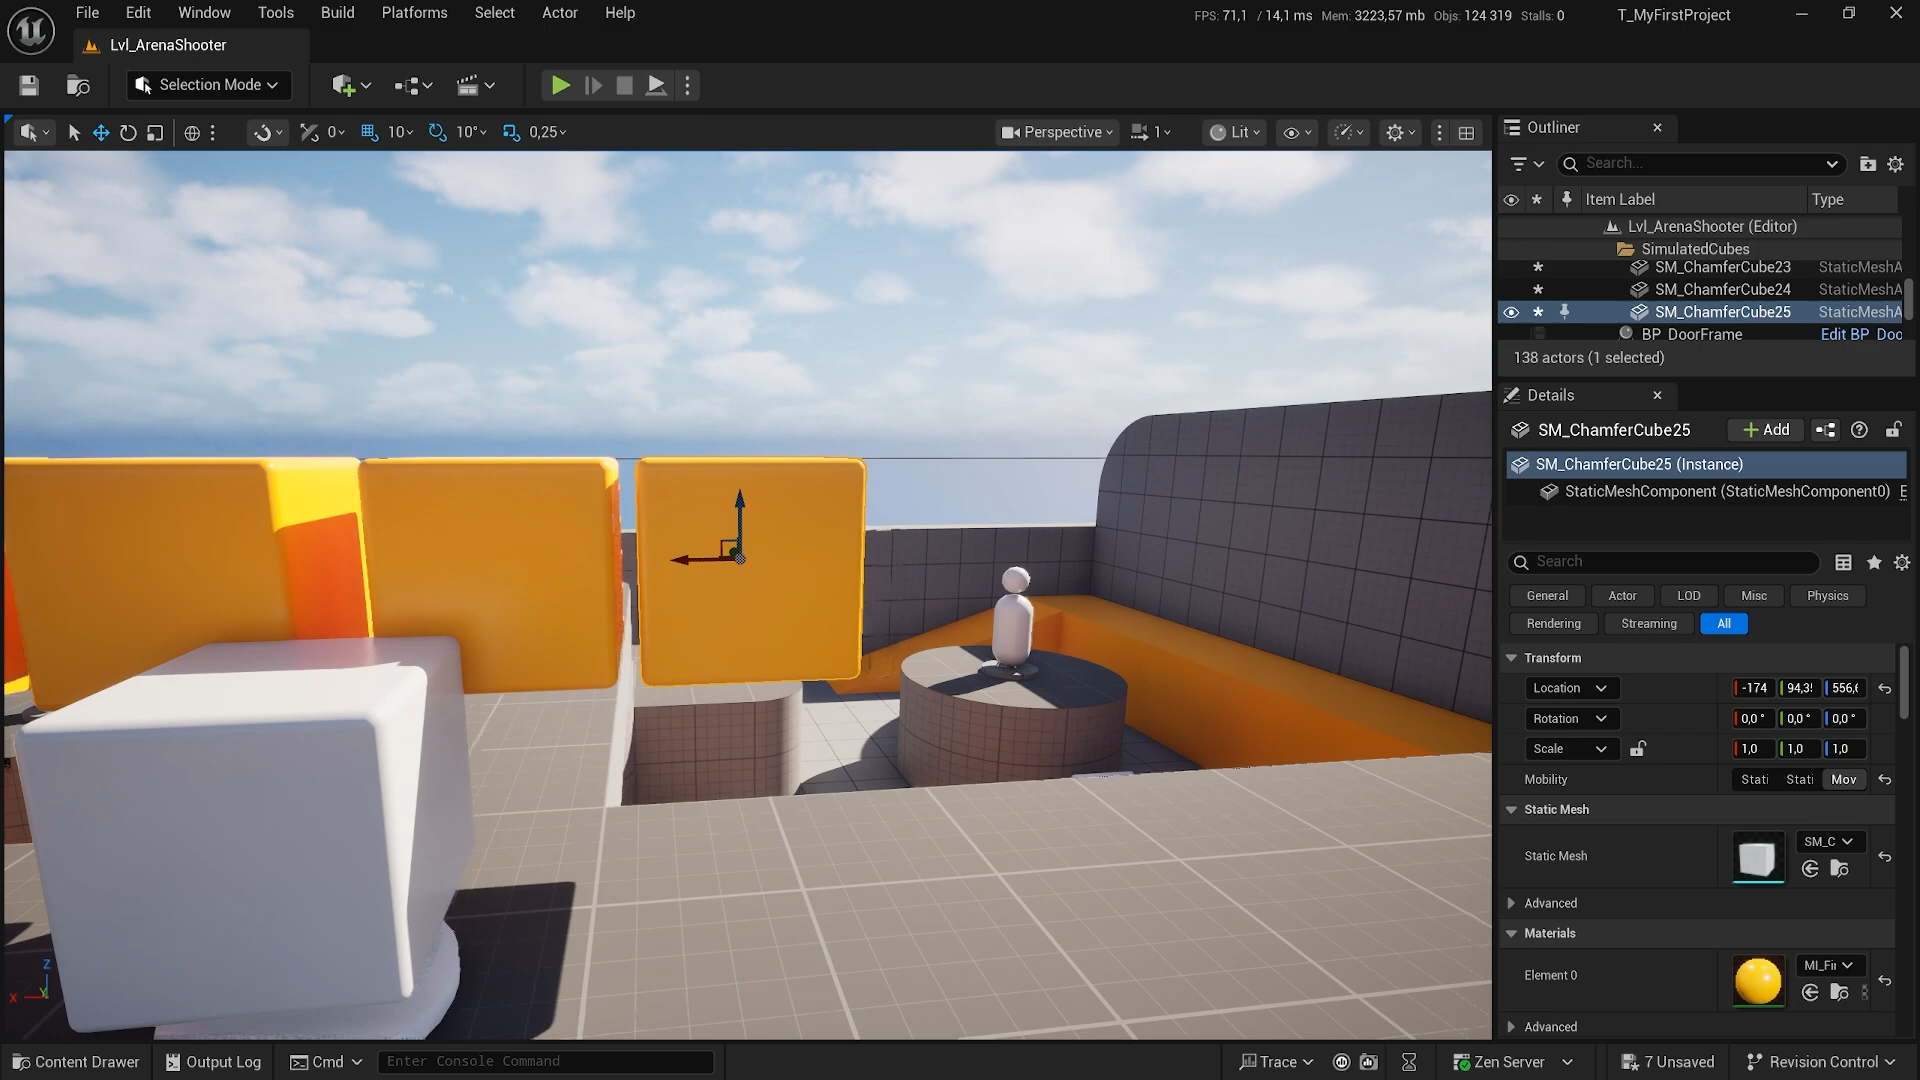 File Edit Window Tools Build Platforms Select Actor Help
FPS: 71,1 / 14,1 ms Mem: 3223,57 mb Objs: 124 319 Stalls: 0
T_MyFirstProject
Lvl_ArenaShooter
Selection Mode
0 10 10° 0,25
Perspective 1 Lit
Outliner
Search...
Item Label Type
Lvl_ArenaShooter (Editor)
SimulatedCubes
SM_ChamferCube23 StaticMeshA
SM_ChamferCube24 StaticMeshA
SM_ChamferCube25 StaticMeshA
BP_DoorFrame Edit BP_Doo
138 actors (1 selected)
Details
SM_ChamferCube25 Add
SM_ChamferCube25 (Instance)
StaticMeshComponent (StaticMeshComponent0) E
Search
General Actor LOD Misc Physics
Rendering Streaming All
Transform
Location -174 94,3 556,6
Rotation 0,0 ° 0,0 ° 0,0 °
Scale 1,0 1,0 1,0
Mobility Stati Stati Mov
Static Mesh
SM_C
Static Mesh
Advanced
Materials
MI_Fir
Element 0
Advanced
Z
X Y
Content Drawer Output Log Cmd Enter Console Command Trace Zen Server 7 Unsaved Revision Control